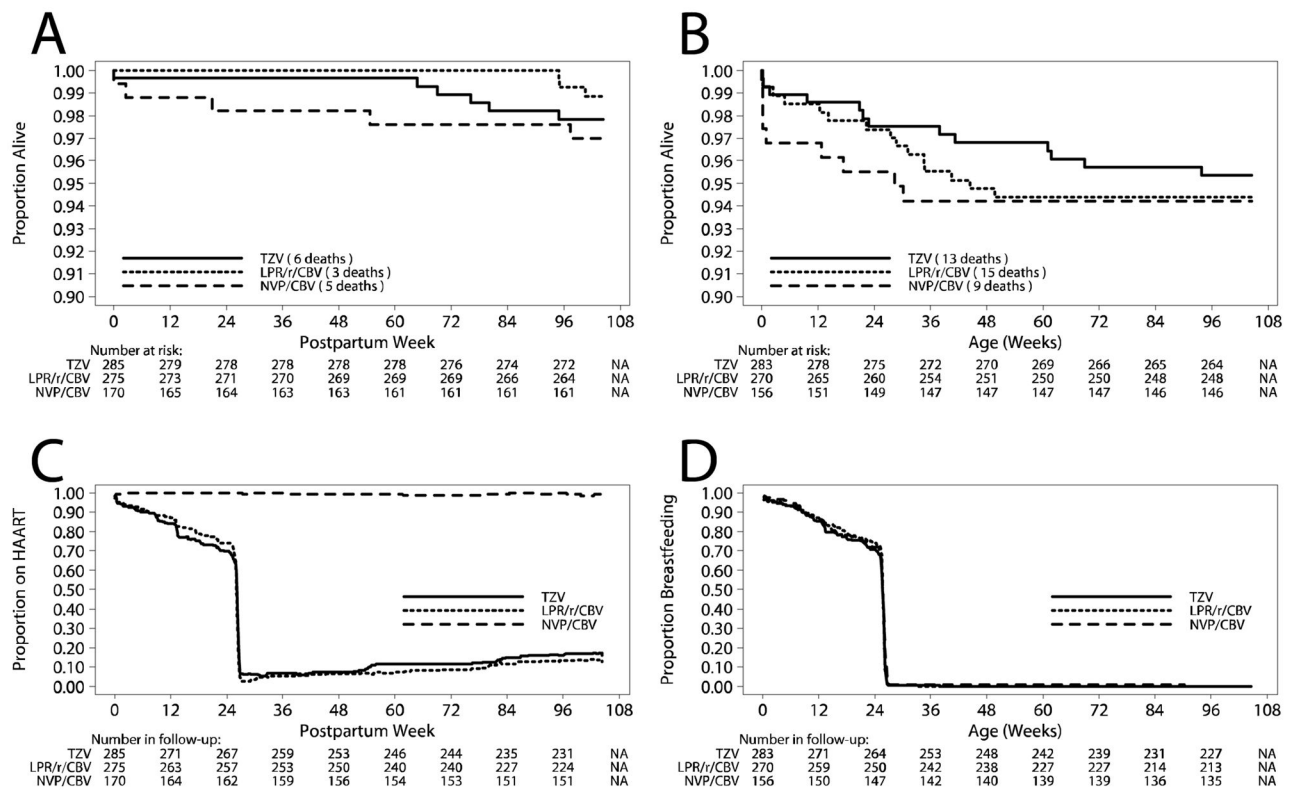 A
Proportion Alive
1.00
0.99
0.98
0.97
0.96
0.95
0.94
0.93
0.92
0.91
0.90
TZV ( 6 deaths )
LPR/r/CBV ( 3 deaths )
NVP/CBV ( 5 deaths )
0 12 24 36 48 60 72 84 96 108
Postpartum Week
Number at risk:
TZV 285 279 278 278 278 278 276 274 272 NA
LPR/r/CBV 275 273 271 270 269 269 269 266 264 NA
NVP/CBV 170 165 164 163 163 161 161 161 161 NA
B
Proportion Alive
1.00
0.99
0.98
0.97
0.96
0.95
0.94
0.93
0.92
0.91
0.90
TZV ( 13 deaths )
LPR/r/CBV ( 15 deaths )
NVP/CBV ( 9 deaths )
0 12 24 36 48 60 72 84 96 108
Age (Weeks)
Number at risk:
TZV 283 278 275 272 270 269 266 265 264 NA
LPR/r/CBV 270 265 260 254 251 250 250 248 248 NA
NVP/CBV 156 151 149 147 147 147 147 146 146 NA
C
Proportion on HAART
1.00
0.90
0.80
0.70
0.60
0.50
0.40
0.30
0.20
0.10
0.00
TZV
LPR/r/CBV
NVP/CBV
0 12 24 36 48 60 72 84 96 108
Postpartum Week
Number in follow-up:
TZV 285 271 267 259 253 246 244 235 231 NA
LPR/r/CBV 275 263 257 253 250 240 240 227 224 NA
NVP/CBV 170 164 162 159 156 154 153 151 151 NA
D
Proportion Breastfeeding
1.00
0.90
0.80
0.70
0.60
0.50
0.40
0.30
0.20
0.10
0.00
TZV
LPR/r/CBV
NVP/CBV
0 12 24 36 48 60 72 84 96 108
Age (Weeks)
Number in follow-up:
TZV 283 271 264 253 248 242 239 231 227 NA
LPR/r/CBV 270 259 250 242 238 227 227 214 213 NA
NVP/CBV 156 150 147 142 140 139 139 136 135 NA